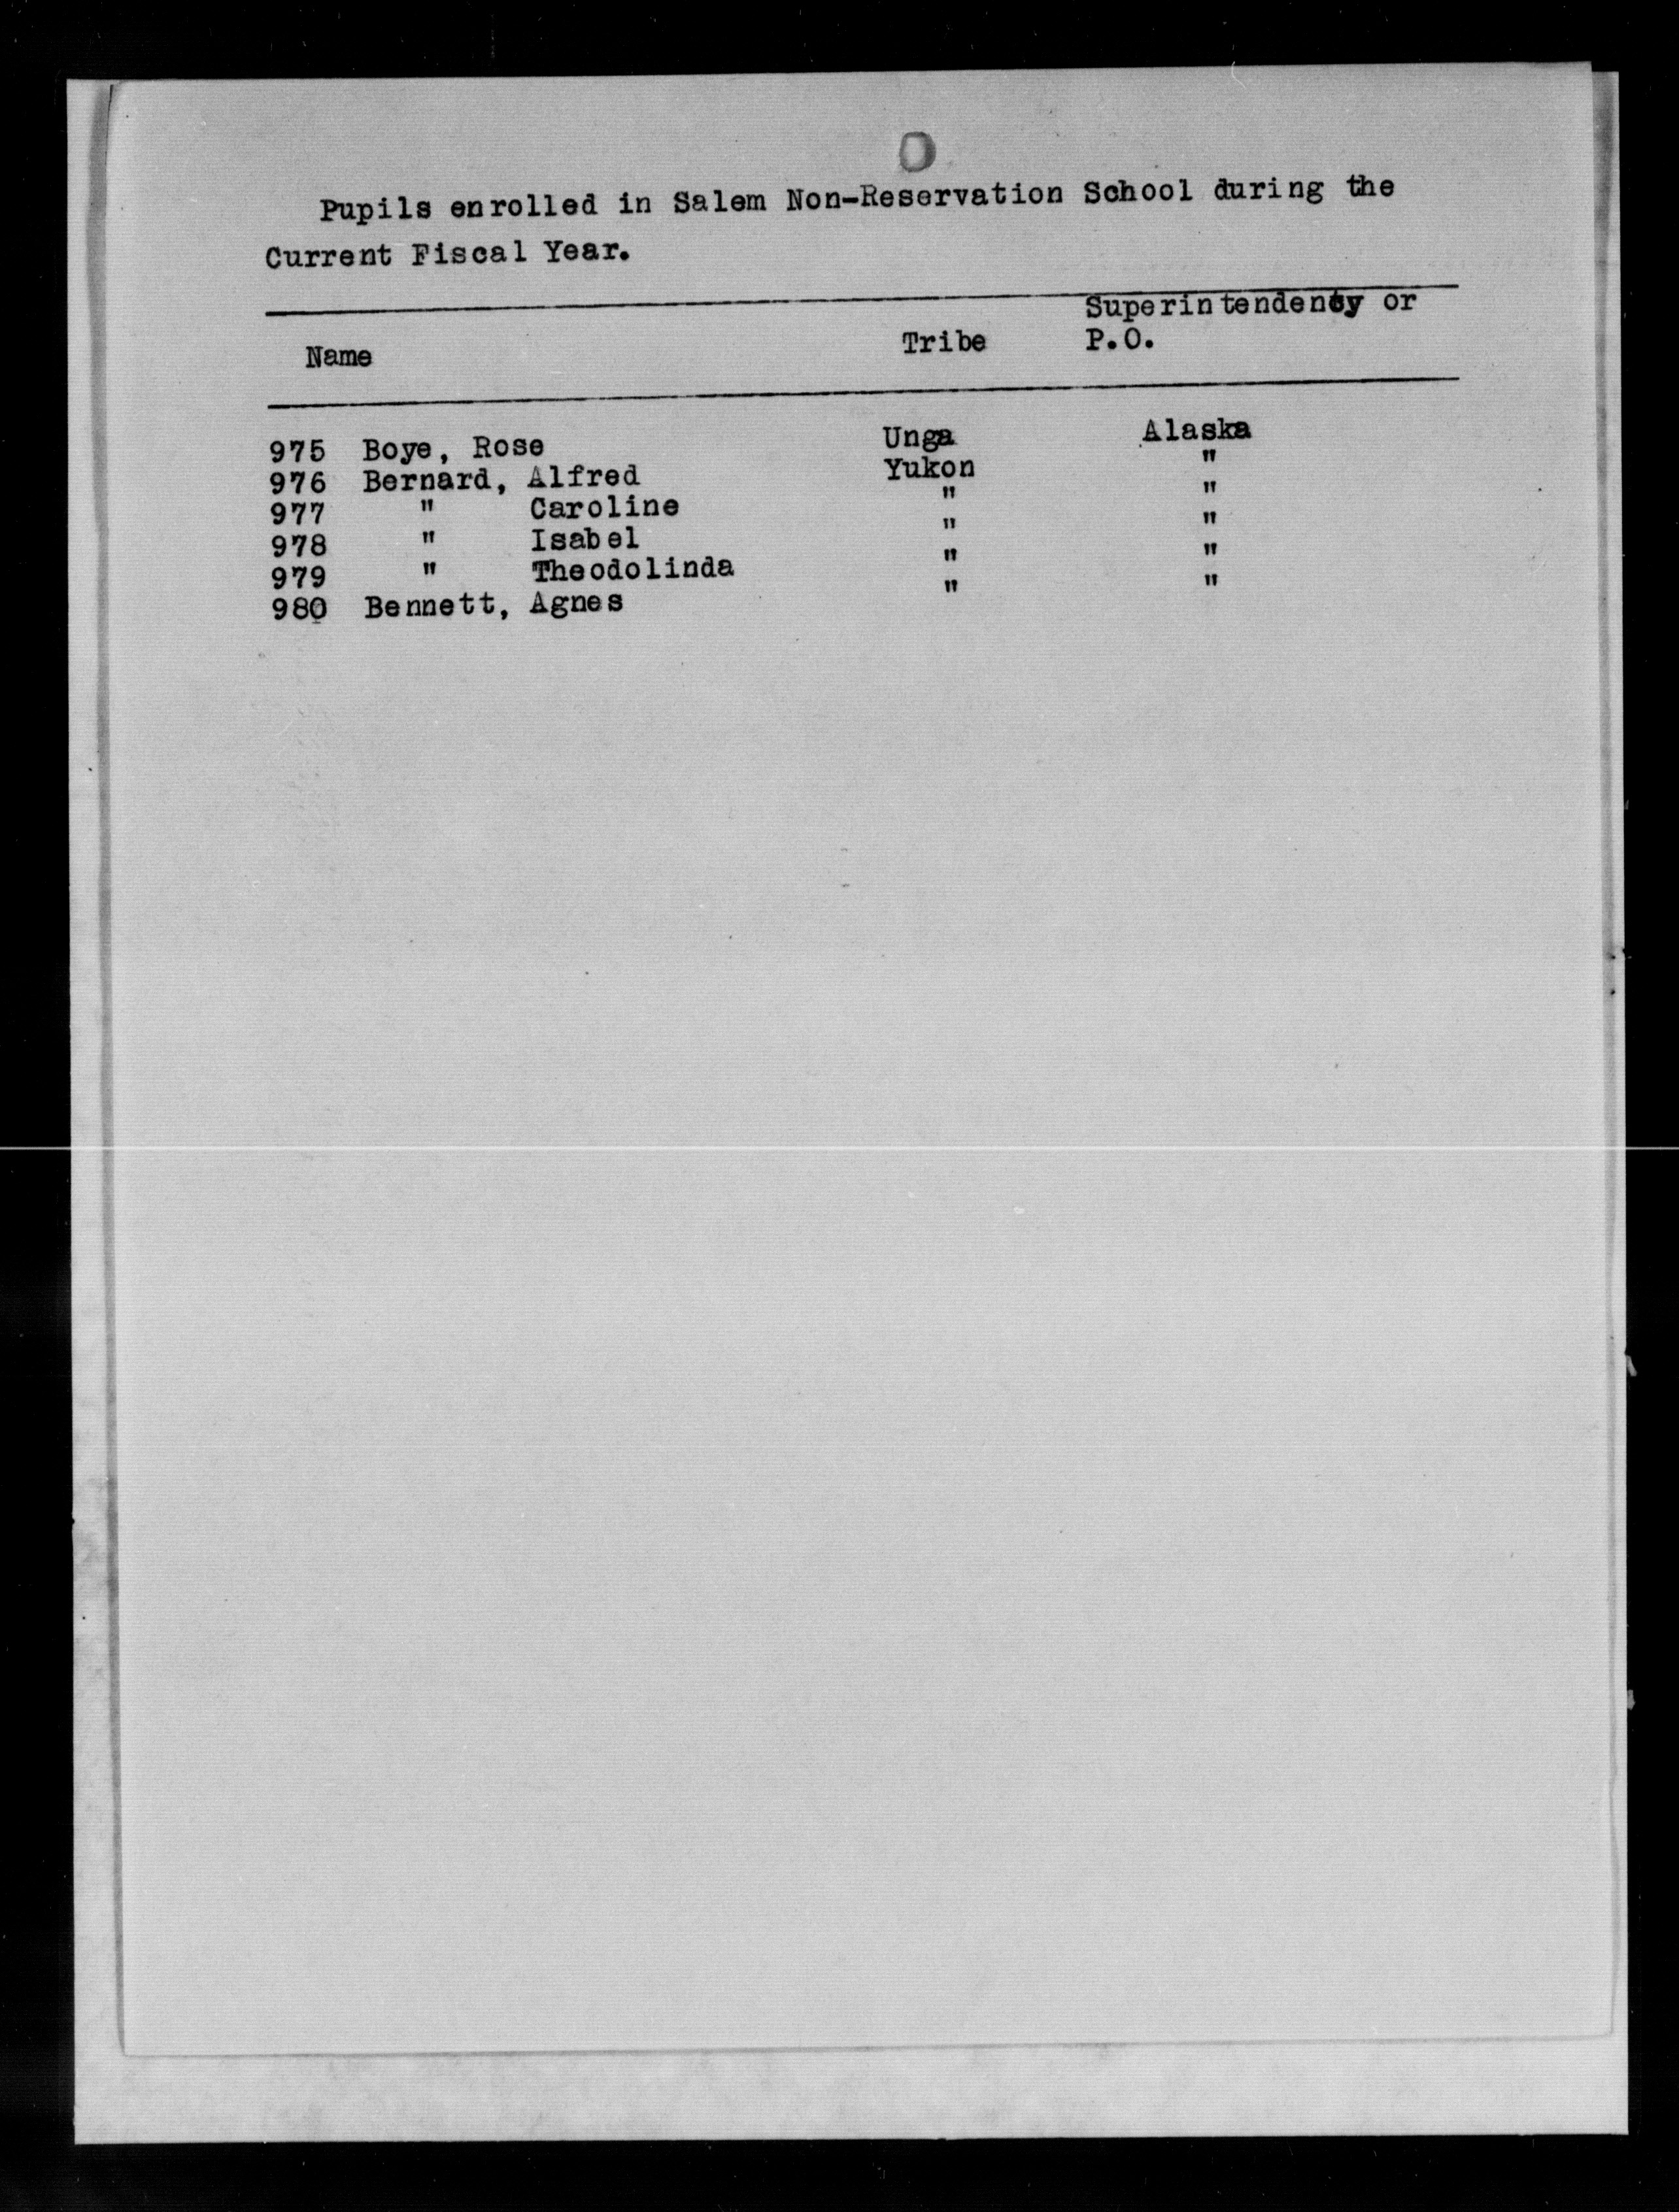 O
Pupils enrolled in Salem Non-Reservation School during the
Current Fiscal Year.
Superintendency or
Name Tribe P.O.
975 Boye, Rose Unga Alaska
976 Bernard, Alfred Yukon "
977 " Caroline " "
978 " Isabel " "
979 " Theodolinda " "
980 Bennett, Agnes " "